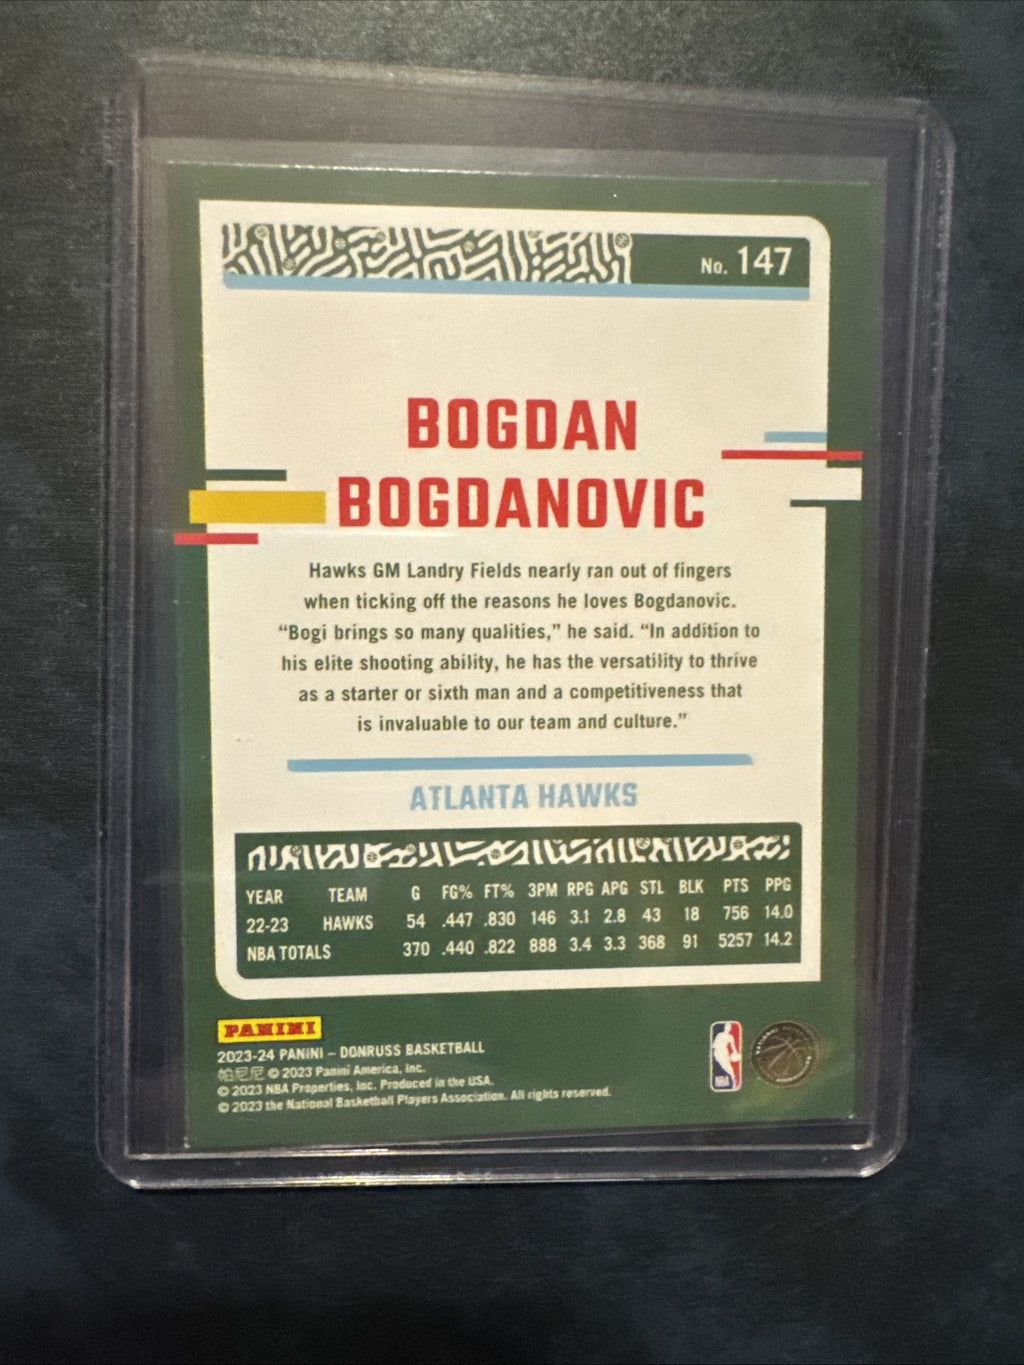 No. 147
BOGDAN
BOGDANOVIC
Hawks GM Landry Fields nearly ran out of fingers
when ticking off the reasons he loves Bogdanovic.
“Bogi brings so many qualities,” he said. “In addition to
his elite shooting ability, he has the versatility to thrive
as a starter or sixth man and a competitiveness that
is invaluable to our team and culture.”
ATLANTA HAWKS
YEAR TEAM G FG% FT% 3PM RPG APG STL BLK PTS PPG
22-23 HAWKS 54 .447 .830 146 3.1 2.8 43 18 756 14.0
NBA TOTALS 370 .440 .822 888 3.4 3.3 368 91 5257 14.2
PANINI
2023-24 PANINI – DONRUSS BASKETBALL
帕尼尼 © 2023 Panini America, Inc.
© 2023 NBA Properties, Inc. Produced in the USA.
© 2023 the National Basketball Players Association. All rights reserved.
NBA